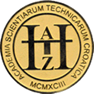 ACADEMIA SCIENTIARUM TECHNICARUM CROATICA
MCMXCIII
HATZ